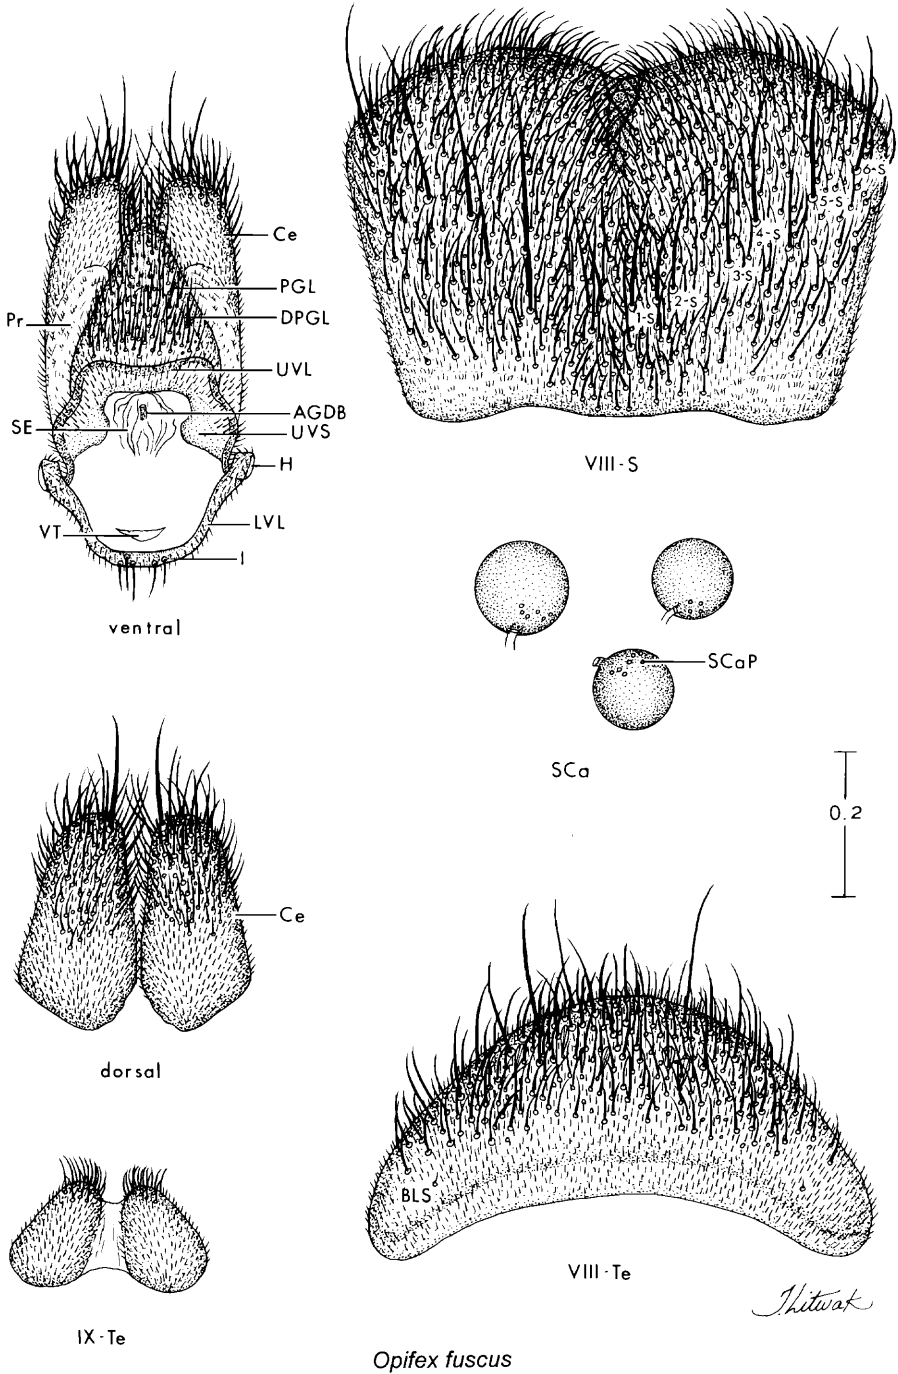 Ce
PGL
DPGL
Pr
UVL
AGDB
SE
UVS
H
VT
LVL
I
ventral
6-S
5-S
4-S
3-S
2-S
1-S
VIII-S
SCaP
SCa
0.2
Ce
dorsal
BLS
VIII-Te
IX-Te
T. Litwak
Opifex fuscus